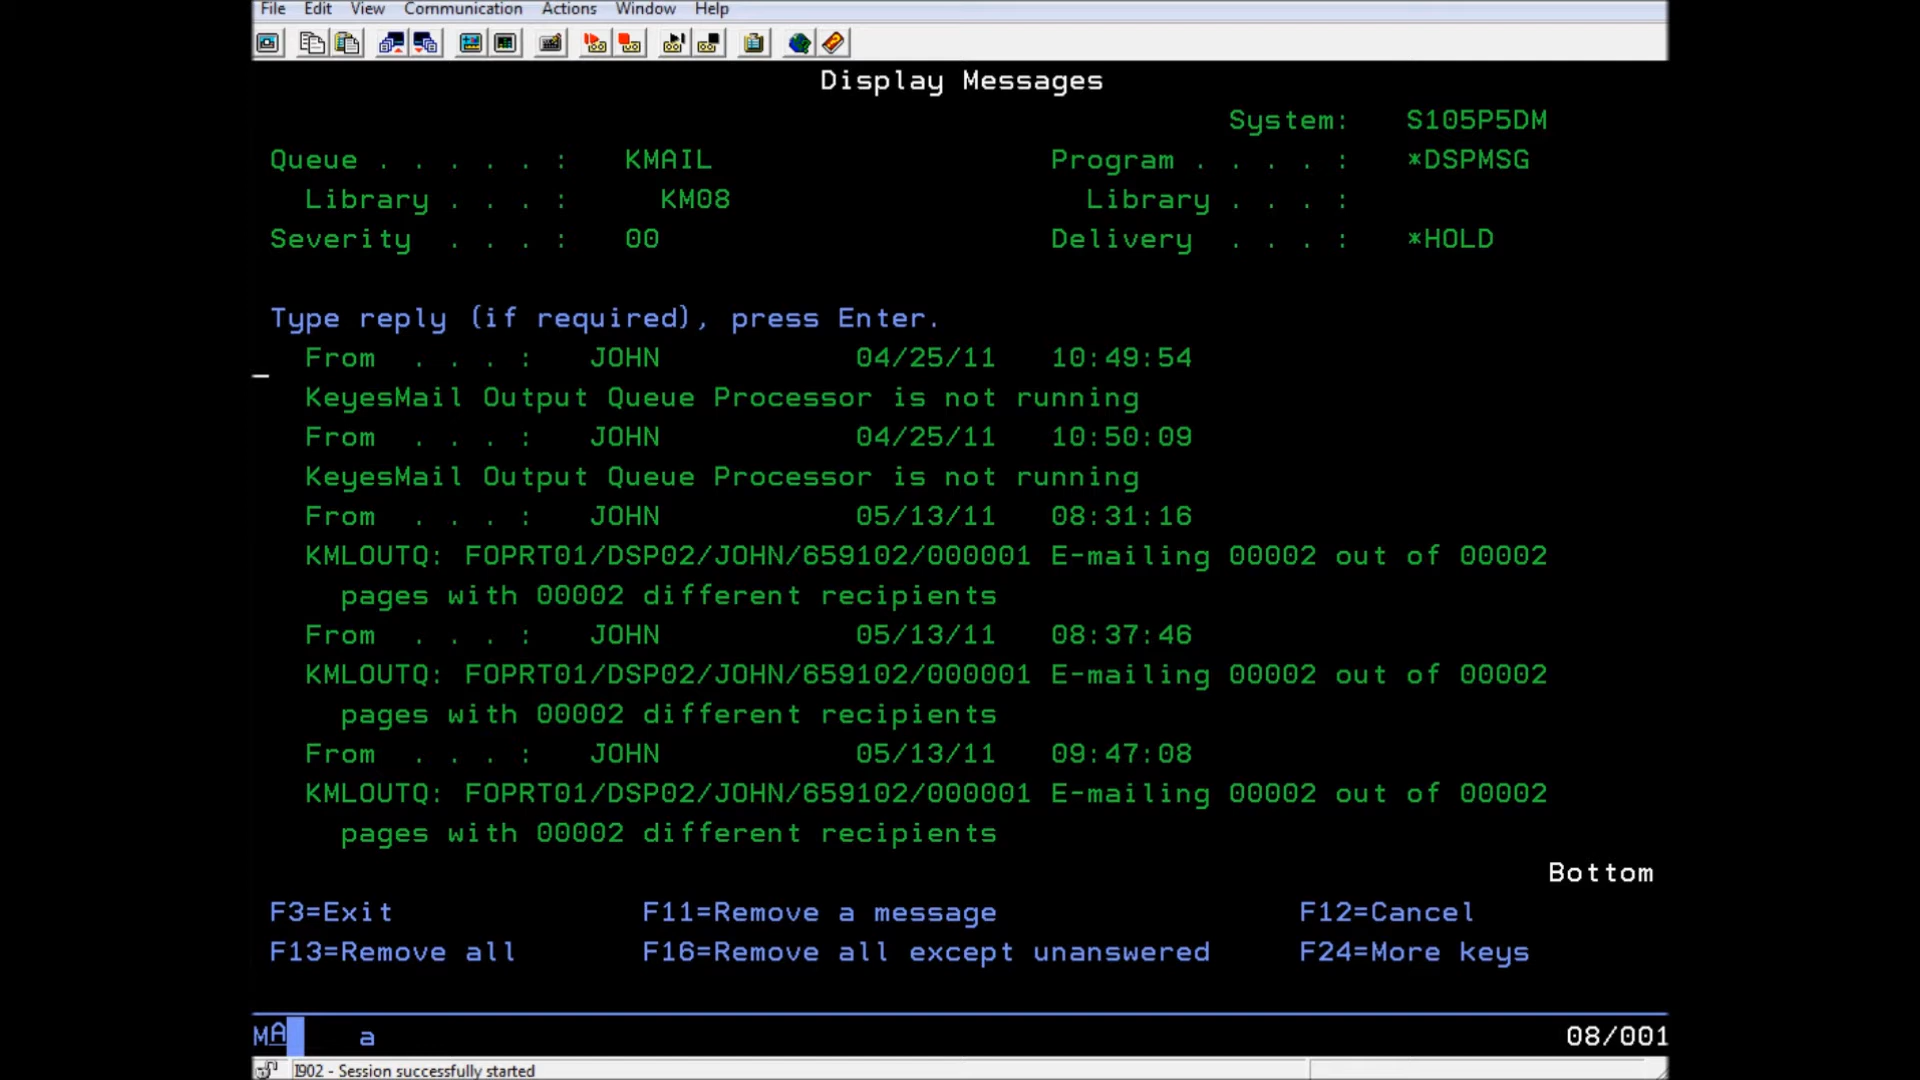 File Edit View Communication Actions Window Help
Display Messages
System: S105P5DM
Queue . . . . . : KMAIL Program . . . . : *DSPMSG
Library . . . : KM08 Library . . . :
Severity . . . : 00 Delivery . . . : *HOLD
Type reply (if required), press Enter.
From . . . : JOHN 04/25/11 10:49:54
KeyesMail Output Queue Processor is not running
From . . . : JOHN 04/25/11 10:50:09
KeyesMail Output Queue Processor is not running
From . . . : JOHN 05/13/11 08:31:16
KMLOUTQ: FOPRT01/DSP02/JOHN/659102/000001 E-mailing 00002 out of 00002
pages with 00002 different recipients
From . . . : JOHN 05/13/11 08:37:46
KMLOUTQ: FOPRT01/DSP02/JOHN/659102/000001 E-mailing 00002 out of 00002
pages with 00002 different recipients
From . . . : JOHN 05/13/11 09:47:08
KMLOUTQ: FOPRT01/DSP02/JOHN/659102/000001 E-mailing 00002 out of 00002
pages with 00002 different recipients
Bottom
F3=Exit F11=Remove a message F12=Cancel
F13=Remove all F16=Remove all except unanswered F24=More keys
MA a 08/001
I902 - Session successfully started